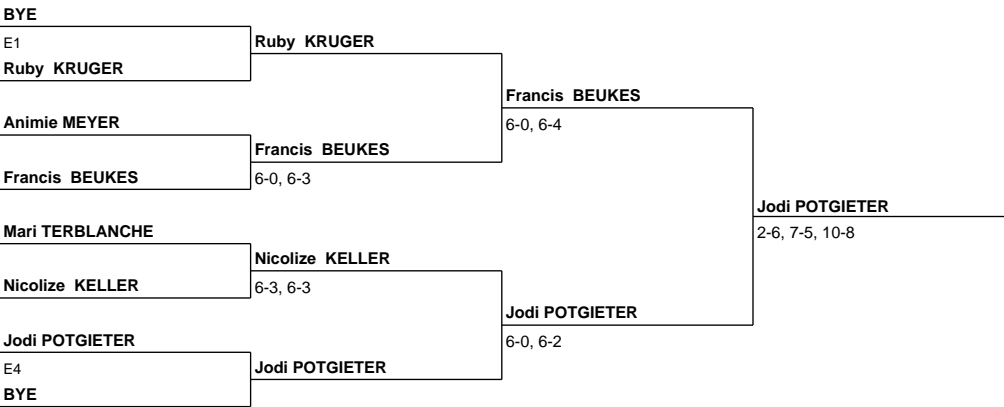 BYE
E1
Ruby KRUGER
Ruby KRUGER
Animie MEYER
Francis BEUKES
Francis BEUKES
6-0, 6-3
Francis BEUKES
6-0, 6-4
Mari TERBLANCHE
Nicolize KELLER
Nicolize KELLER
6-3, 6-3
Jodi POTGIETER
E4
BYE
Jodi POTGIETER
Jodi POTGIETER
6-0, 6-2
Jodi POTGIETER
2-6, 7-5, 10-8